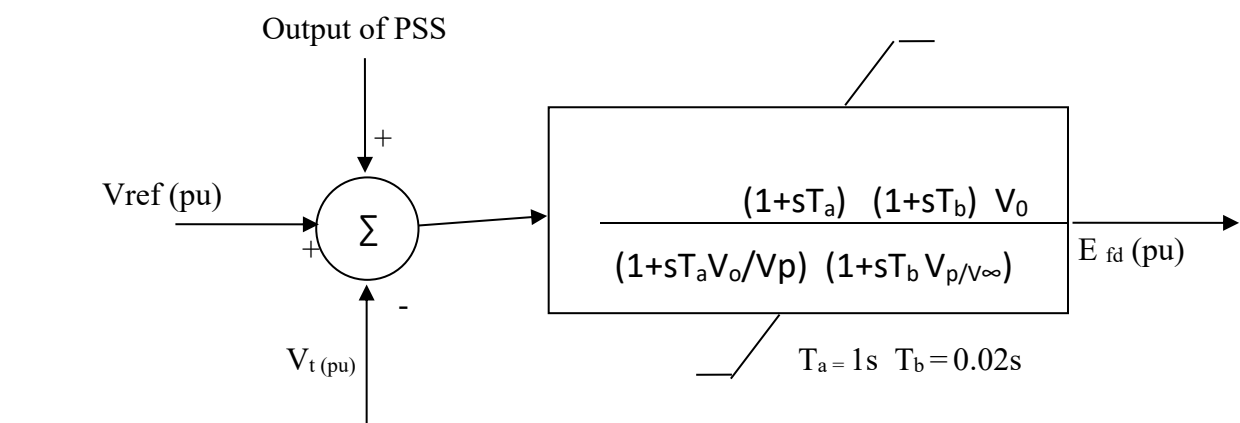 Output of PSS
+
Vref (pu)
∑
+
-
Vt (pu)
(1+sTa) (1+sTb) V0
(1+sTaVo/Vp) (1+sTb Vp/V∞)
E fd (pu)
Ta = 1s Tb = 0.02s